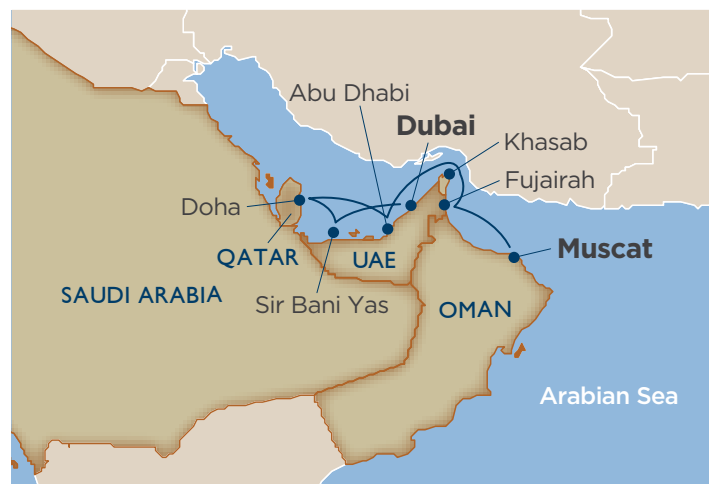 Abu Dhabi
Dubai
Khasab
Fujairah
Doha
QATAR
UAE
Muscat
SAUDI ARABIA
Sir Bani Yas
OMAN
Arabian Sea